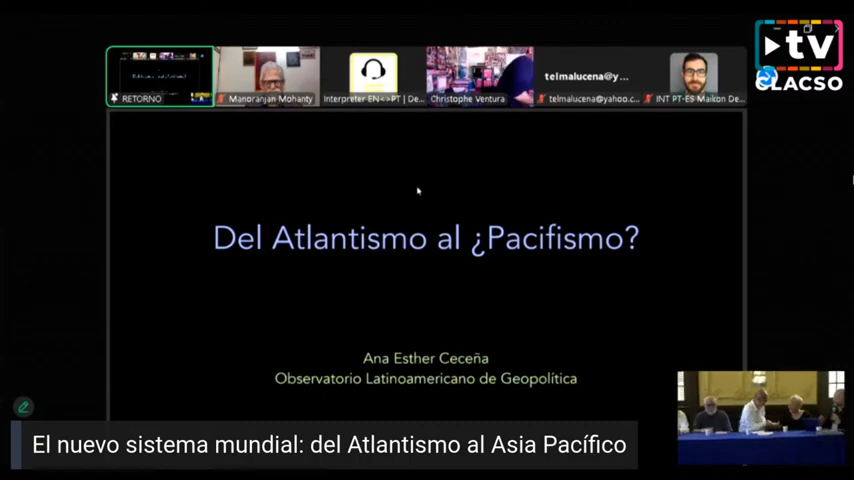 tv
CLACSO
RETORNO
Manoranjan Mohanty
Interpreter EN<>PT | De...
Christophe Ventura
telmalucena@y...
telmalucena@yahoo.c...
INT PT-ES Maikon De...
Del Atlantismo al ¿Pacifismo?
Ana Esther Ceceña
Observatorio Latinoamericano de Geopolítica
El nuevo sistema mundial: del Atlantismo al Asia Pacífico